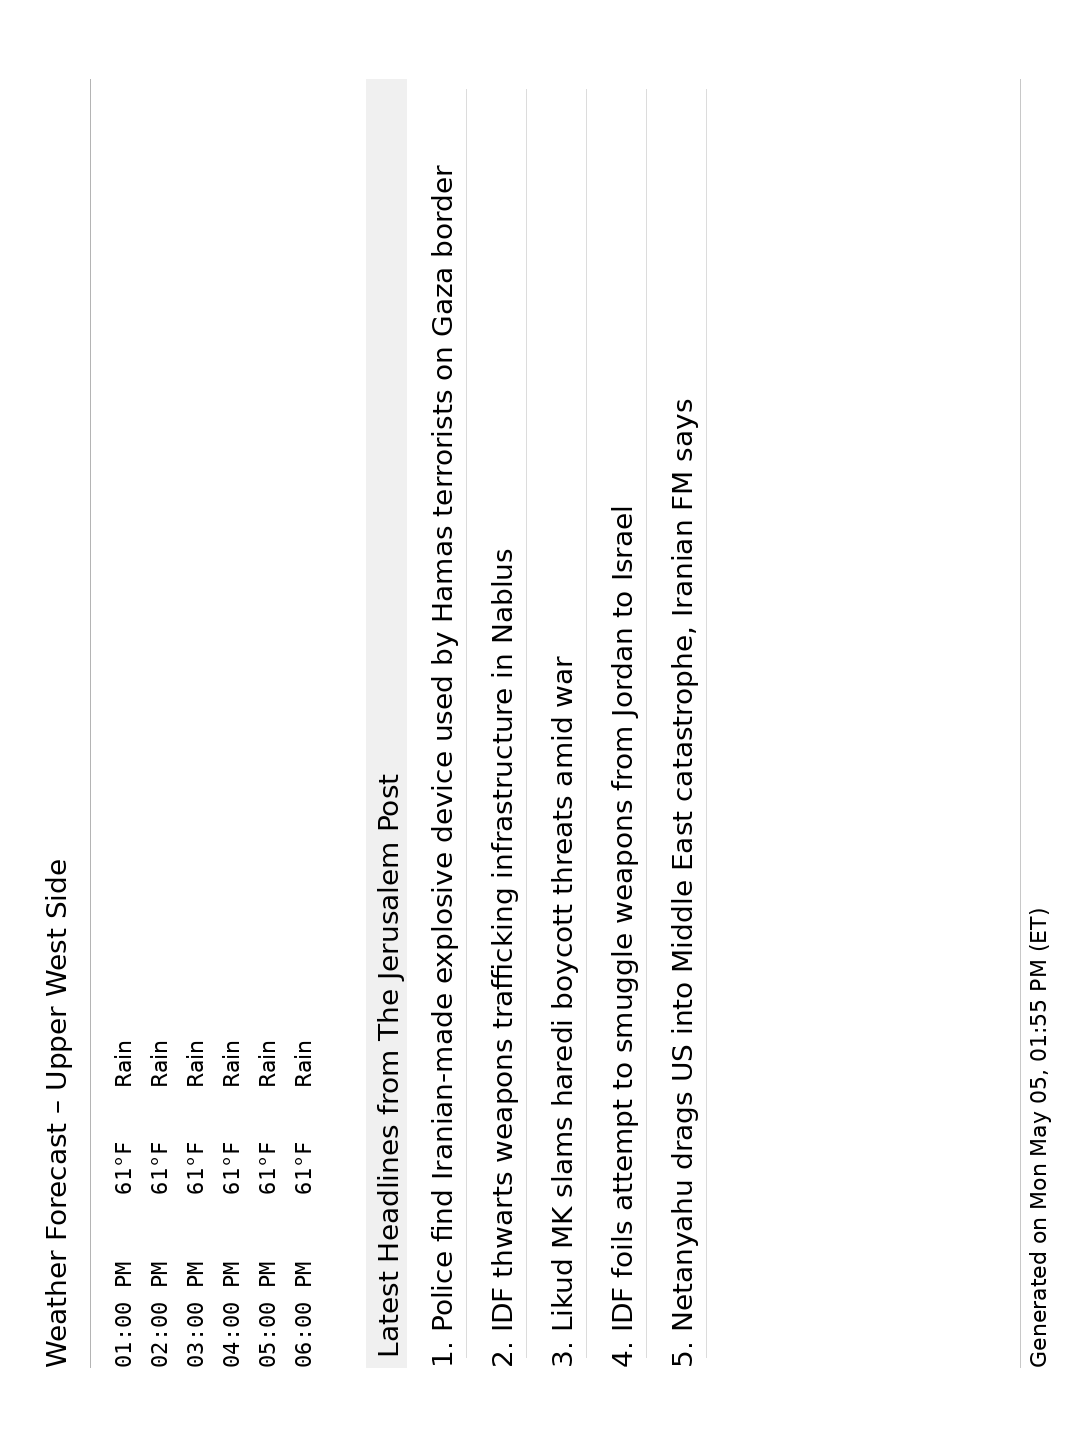 Weather Forecast – Upper West Side
01:00 PM 61°F Rain
02:00 PM 61°F Rain
03:00 PM 61°F Rain
04:00 PM 61°F Rain
05:00 PM 61°F Rain
06:00 PM 61°F Rain
Latest Headlines from The Jerusalem Post
1. Police find Iranian-made explosive device used by Hamas terrorists on Gaza border
2. IDF thwarts weapons trafficking infrastructure in Nablus
3. Likud MK slams haredi boycott threats amid war
4. IDF foils attempt to smuggle weapons from Jordan to Israel
5. Netanyahu drags US into Middle East catastrophe, Iranian FM says
Generated on Mon May 05, 01:55 PM (ET)